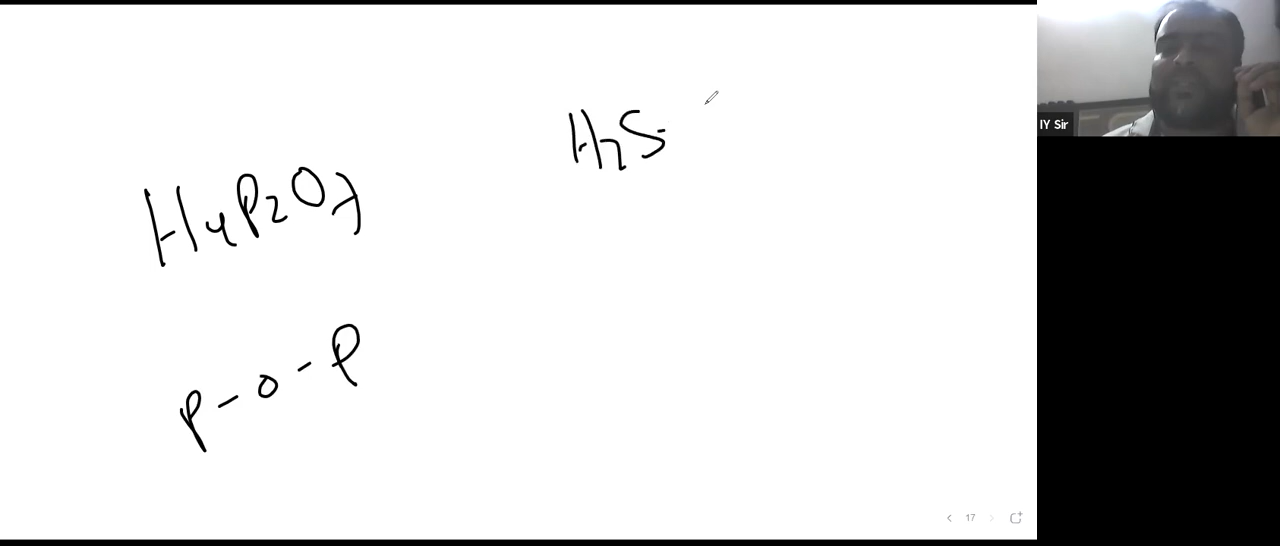 H₂S-
H₄P₂O₇
P-O-P
IY Sir
17